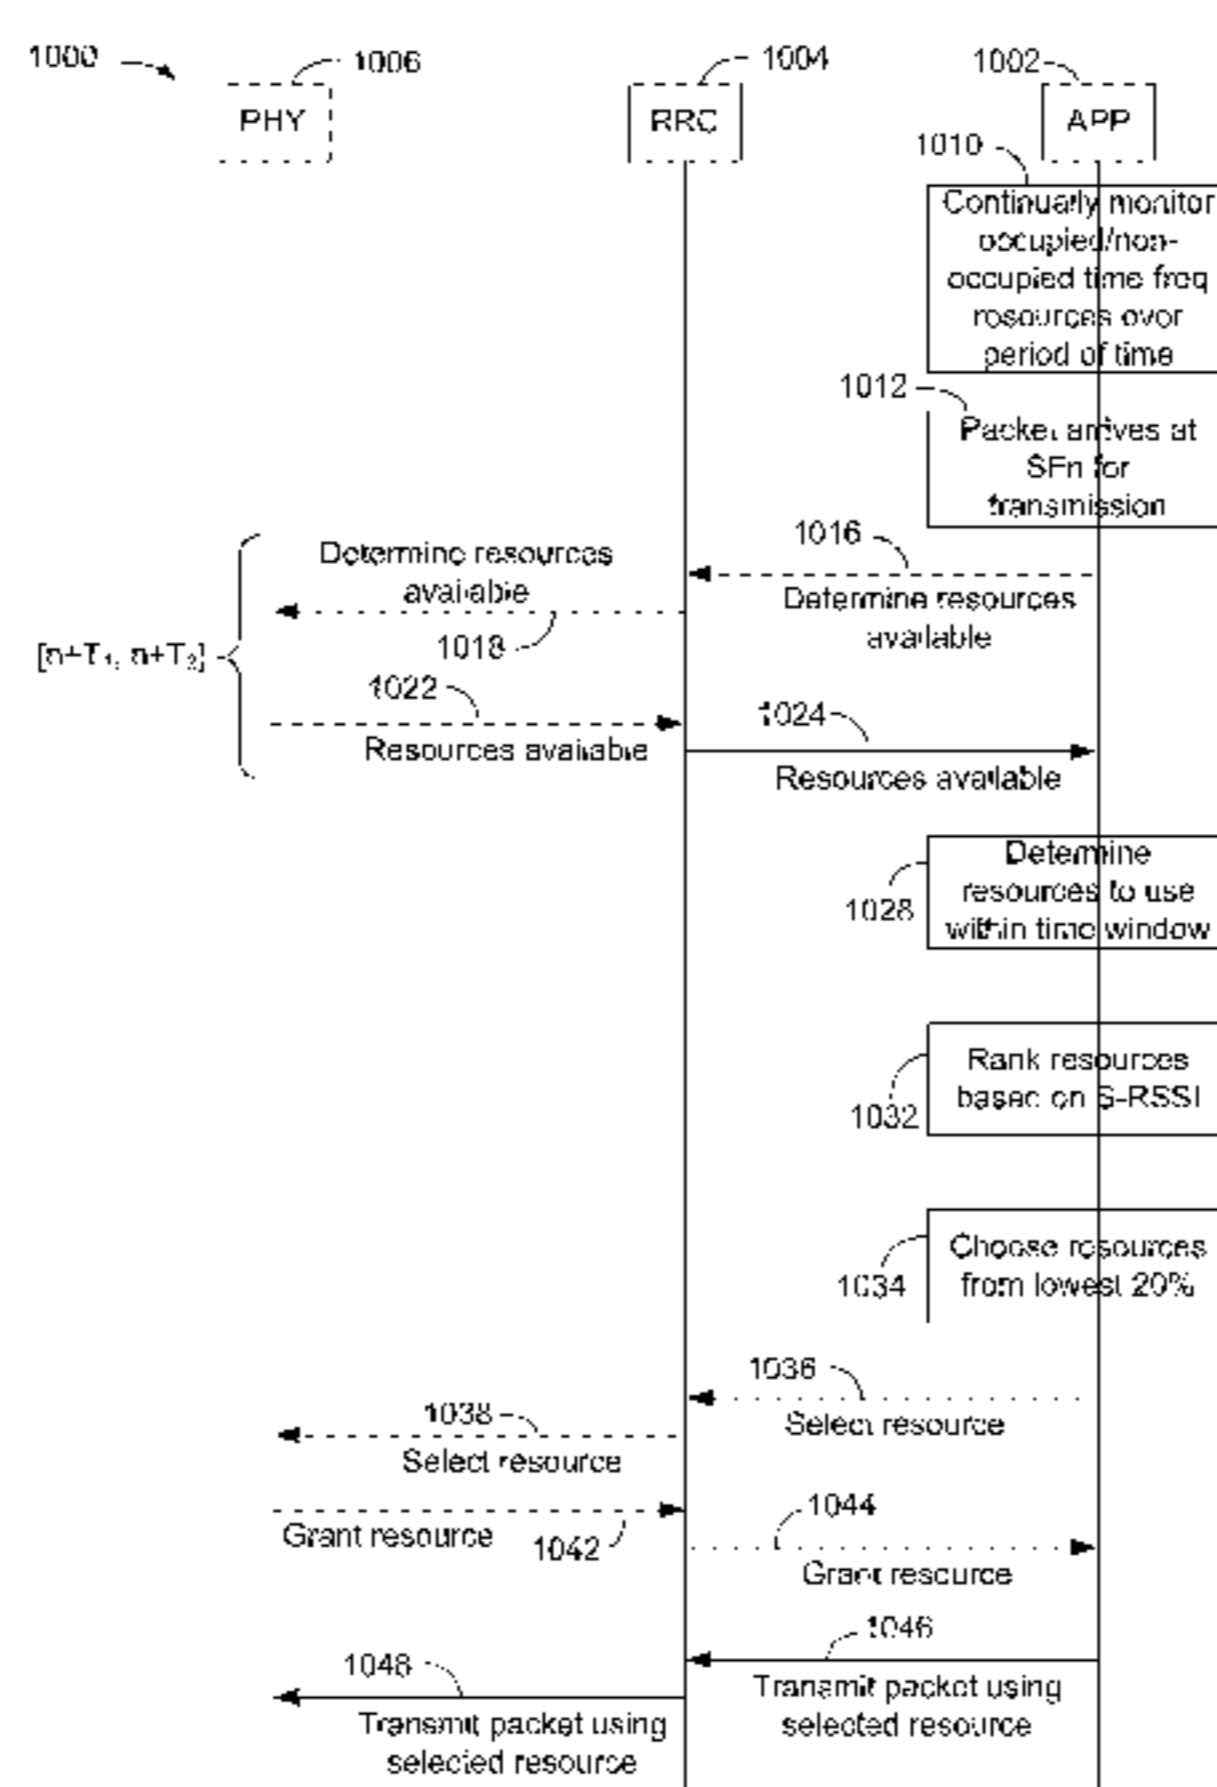 1000
1006
1004
1002
PHY
RRC
APP
1010
Continually monitor
occupied/non-
occupied time freq
resources over
period of time
1012
Packet arrives at
SFn for
transmission
1016
Determine resources
available
Determine resources
available
1018
[n+T₁, n+T₂]
1022
Resources available
1024
Resources available
Determine
resources to use
within time window
1028
Rank resources
based on S-RSSI
1032
Choose resources
from lowest 20%
1034
1036
Select resource
1038
Select resource
Grant resource
1042
1044
Grant resource
1046
Transmit packet using
selected resource
1048
Transmit packet using
selected resource